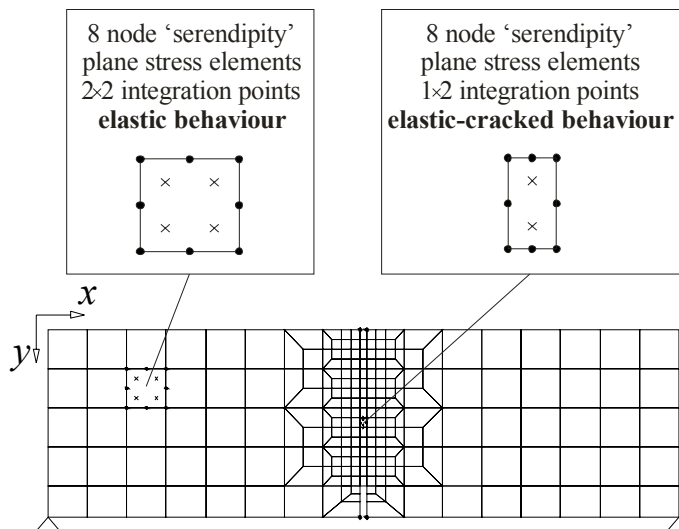 8 node ‘serendipity’
plane stress elements
2×2 integration points
elastic behaviour
8 node ‘serendipity’
plane stress elements
1×2 integration points
elastic-cracked behaviour
x
y